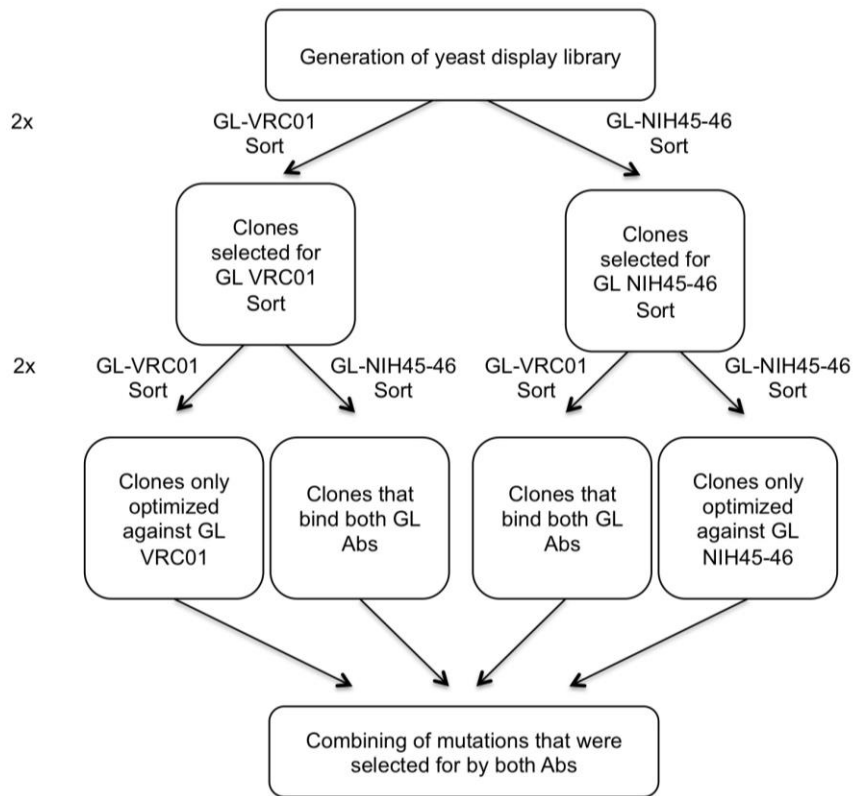 Generation of yeast display library
2x
GL-VRC01
Sort
GL-NIH45-46
Sort
Clones
selected for
GL VRC01
Sort
Clones
selected for
GL NIH45-46
Sort
2x
GL-VRC01
Sort
GL-NIH45-46
Sort
GL-VRC01
Sort
GL-NIH45-46
Sort
Clones only
optimized
against GL
VRC01
Clones that
bind both GL
Abs
Clones that
bind both GL
Abs
Clones only
optimized
against GL
NIH45-46
Combining of mutations that were
selected for by both Abs